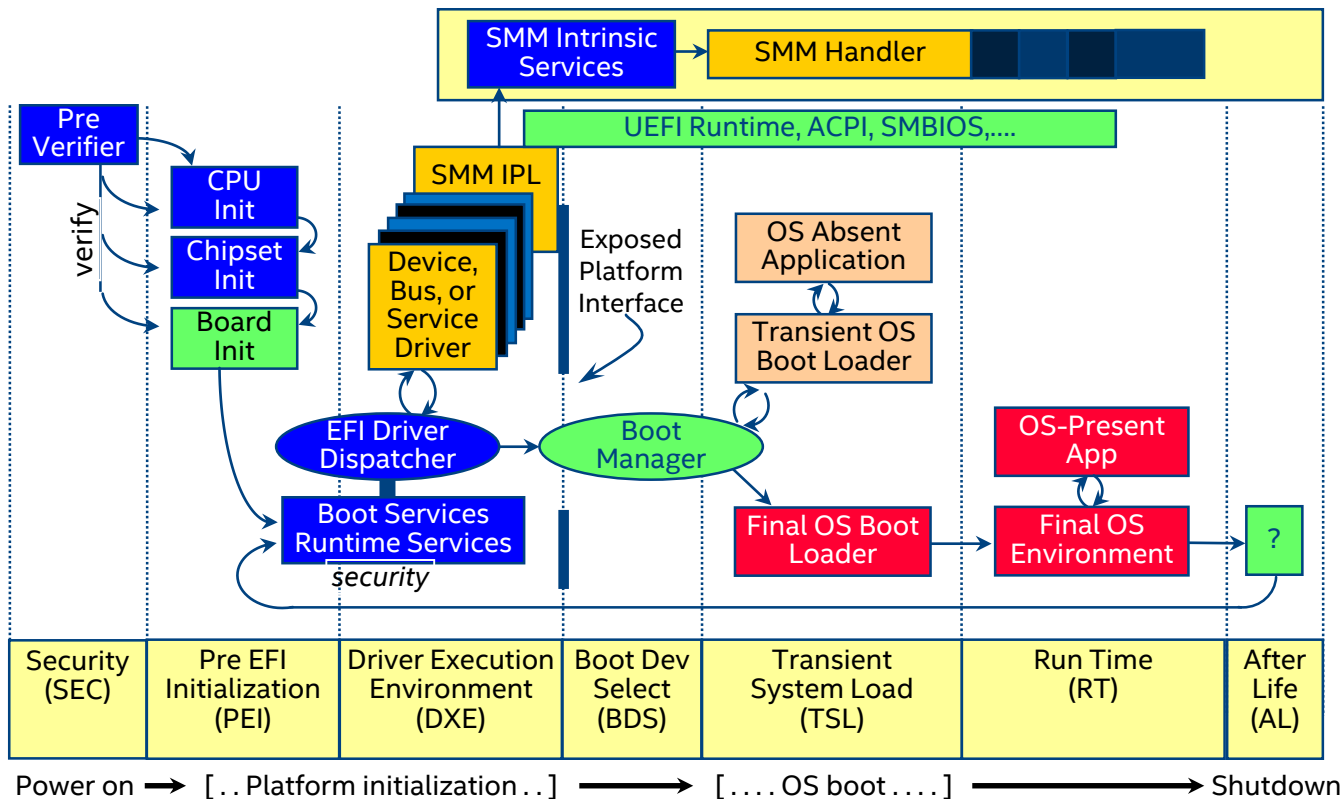 SMM Intrinsic
Services
SMM Handler
UEFI Runtime, ACPI, SMBIOS,....
Pre
Verifier
verify
CPU
Init
Chipset
Init
Board
Init
SMM IPL
Device,
Bus, or
Service
Driver
Exposed
Platform
Interface
OS Absent
Application
Transient OS
Boot Loader
EFI Driver
Dispatcher
Boot
Manager
OS-Present
App
Boot Services
Runtime Services
security
Final OS Boot
Loader
Final OS
Environment
?
Security
(SEC)
Pre EFI
Initialization
(PEI)
Driver Execution
Environment
(DXE)
Boot Dev
Select
(BDS)
Transient
System Load
(TSL)
Run Time
(RT)
After
Life
(AL)
Power on
[ . . Platform initialization . . ]
[ . . . . OS boot . . . . ]
Shutdown